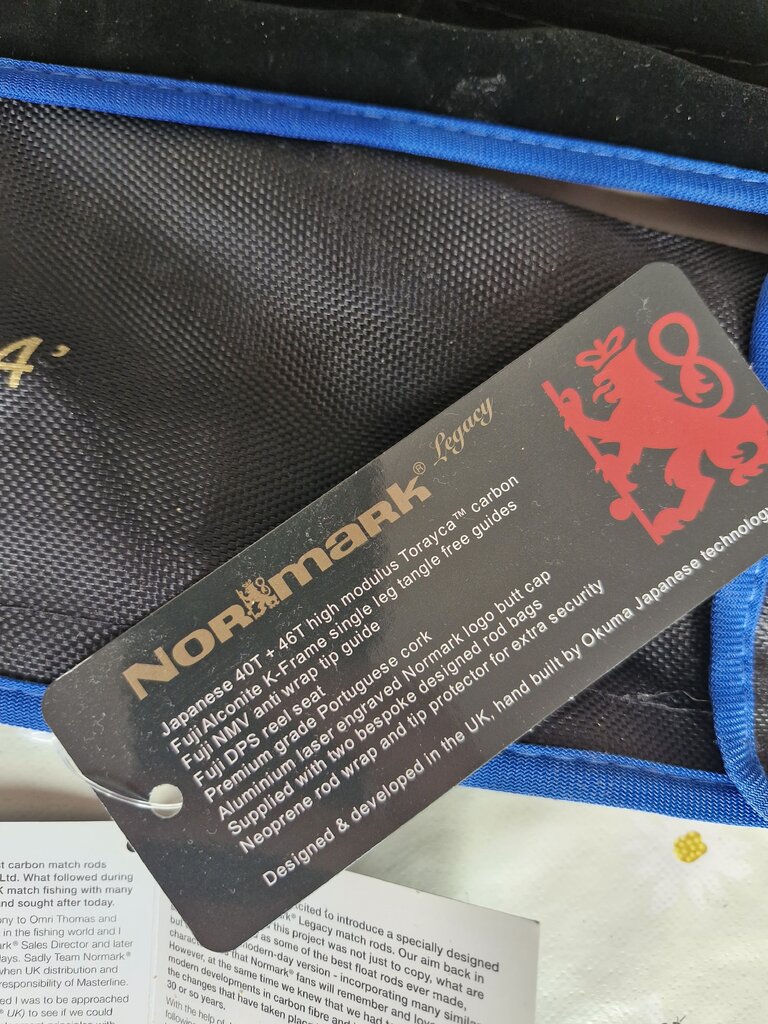 4’
NORMARK® Legacy
Japanese 40T + 46T high modulus Torayca™ carbon
Fuji Alconite K-Frame single leg tangle free guides
Fuji NMV anti wrap tip guide
Fuji DPS reel seat
Premium grade Portuguese cork
Aluminium laser engraved Normark logo butt cap
Supplied with two bespoke designed rod bags
Neoprene rod wrap and tip protector for extra security
Designed & developed in the UK, hand built by Okuma Japanese technology
carbon match rods
Ltd. What followed during
match fishing with many
and sought after today.
to Omri Thomas and
in the fishing world and I
Sales Director and later
days. Sadly Team Normark®
when UK distribution and
responsibility of Masterline.
I was to be approached
UK) to see if we could
to introduce a specially designed
Legacy match rods. Our aim back in
this project was not just to copy, what are
as some of the best float rods ever made,
modern-day version - incorporating many
that Normark® fans will remember and
However, at the same time we knew that we had
modern developments in carbon fibre and
the changes that have taken
30 or so years.
With the help of
following